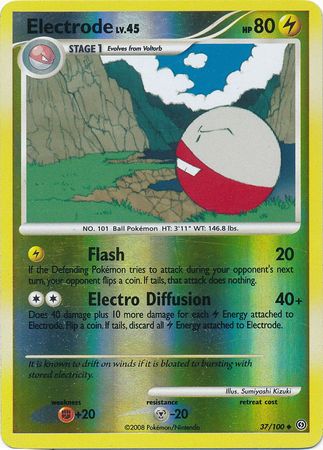 Electrode LV.45 HP 80
STAGE 1 Evolves from Voltorb
NO. 101 Ball Pokémon HT: 3'11" WT: 146.8 lbs.
Flash 20
If the Defending Pokémon tries to attack during your opponent's next
turn, your opponent flips a coin. If tails, that attack does nothing.
Electro Diffusion 40+
Does 40 damage plus 10 more damage for each Energy attached to
Electrode. Flip a coin. If tails, discard all Energy attached to Electrode.
It is known to drift on winds if it is bloated to bursting with
stored electricity.
Illus. Sumiyoshi Kizuki
weakness resistance retreat cost
+20 -20
©2008 Pokémon/Nintendo 37/100